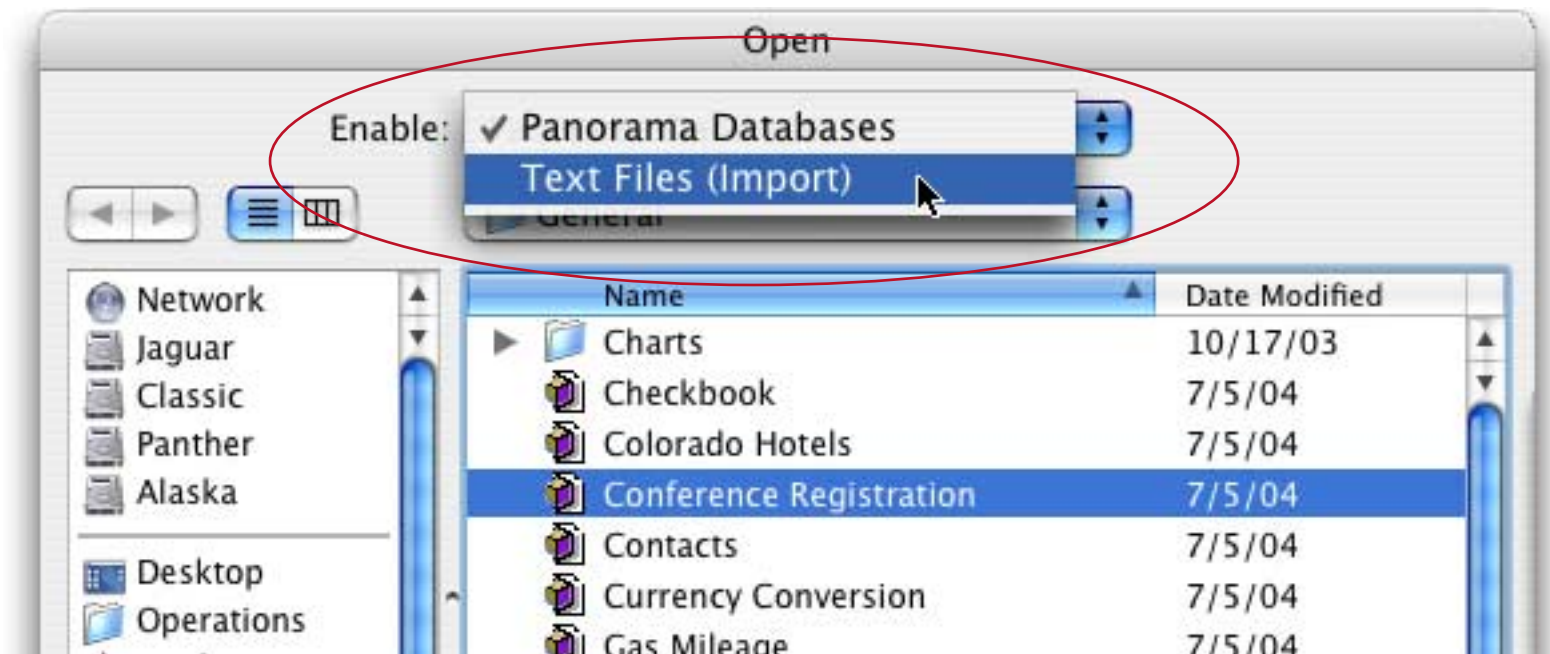 Open
Enable:
✓ Panorama Databases
Text Files (Import)
General
Network
Jaguar
Classic
Panther
Alaska
Desktop
Operations
Name Date Modified
Charts 10/17/03
Checkbook 7/5/04
Colorado Hotels 7/5/04
Conference Registration 7/5/04
Contacts 7/5/04
Currency Conversion 7/5/04
Gas Mileage 7/5/04